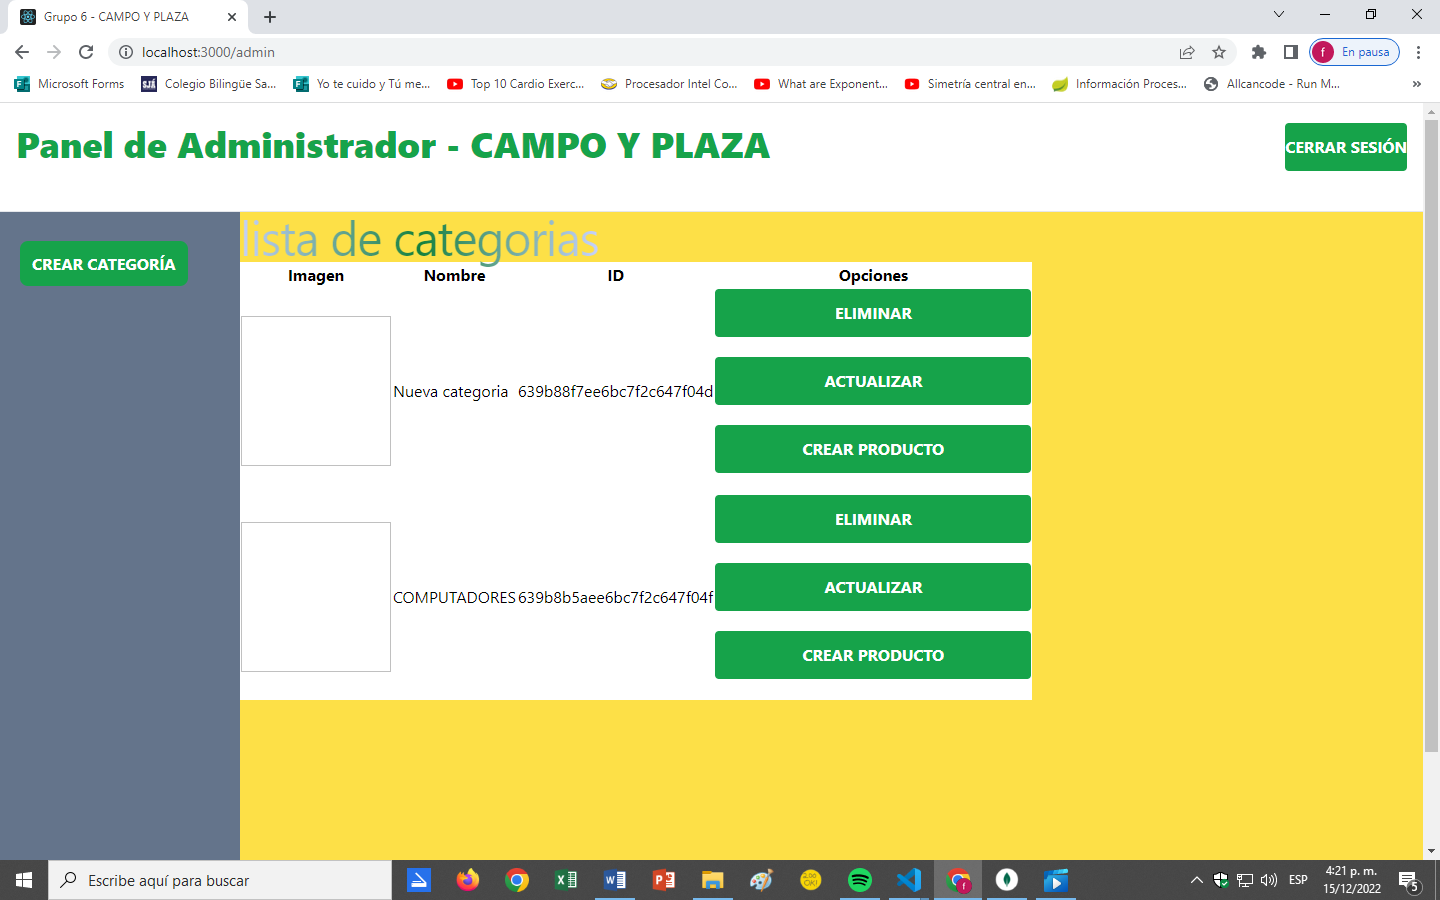 Grupo 6 - CAMPO Y PLAZA
localhost:3000/admin
f En pausa
Microsoft Forms Colegio Bilingüe Sa... Yo te cuido y Tú me... Top 10 Cardio Exerc... Procesador Intel Co... What are Exponent... Simetría central en... Información Proces... Allcancode - Run M... »
Panel de Administrador - CAMPO Y PLAZA
CERRAR SESIÓN
CREAR CATEGORÍA
lista de categorias
Imagen Nombre ID Opciones
ELIMINAR
ACTUALIZAR
Nueva categoria 639b88f7ee6bc7f2c647f04d
CREAR PRODUCTO
ELIMINAR
ACTUALIZAR
COMPUTADORES 639b8b5aee6bc7f2c647f04f
CREAR PRODUCTO
Escribe aquí para buscar
ESP
4:21 p. m.
15/12/2022
5